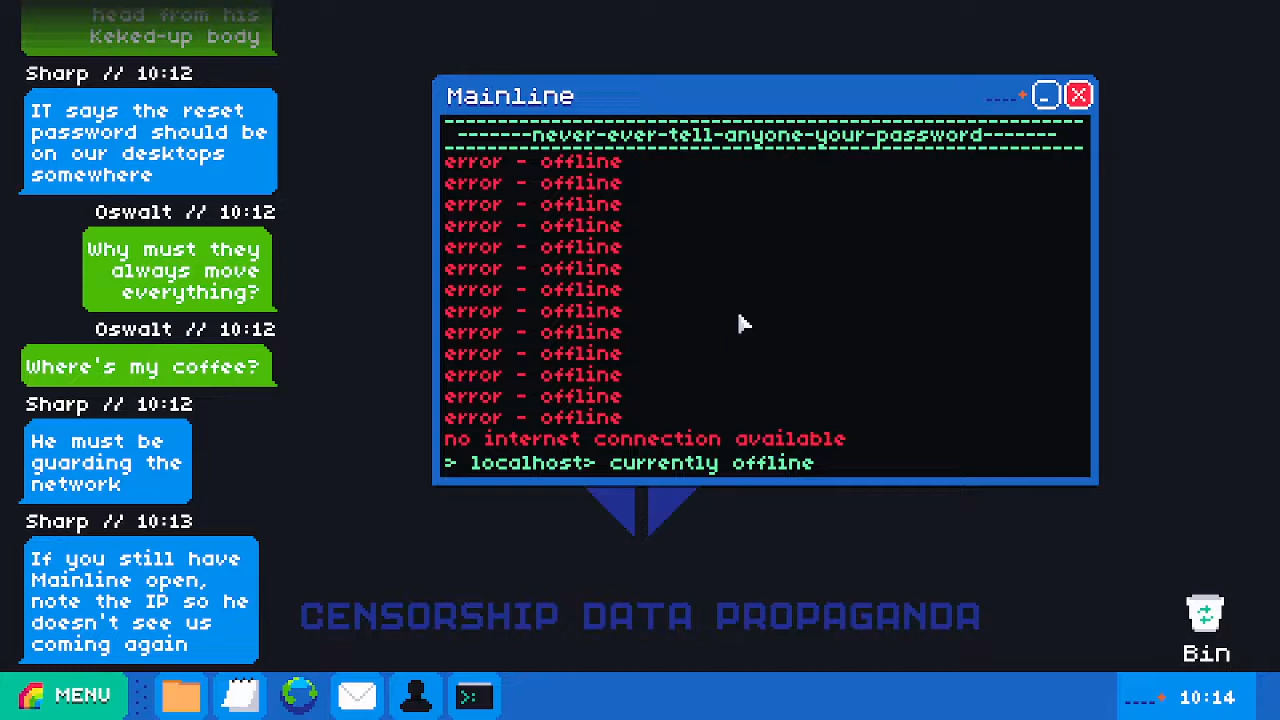 head from his
Keked-up body
Sharp // 10:12
IT says the reset
password should be
on our desktops
somewhere
Oswalt // 10:12
Why must they
always move
everything?
Oswalt // 10:12
Where's my coffee?
Sharp // 10:12
He must be
guarding the
network
Sharp // 10:13
If you still have
Mainline open,
note the IP so he
doesn't see us
coming again
Mainline
-------never-ever-tell-anyone-your-password-------
error - offline
error - offline
error - offline
error - offline
error - offline
error - offline
error - offline
error - offline
error - offline
error - offline
error - offline
error - offline
error - offline
no internet connection available
> localhost> currently offline
CENSORSHIP DATA PROPAGANDA
Bin
MENU
10:14